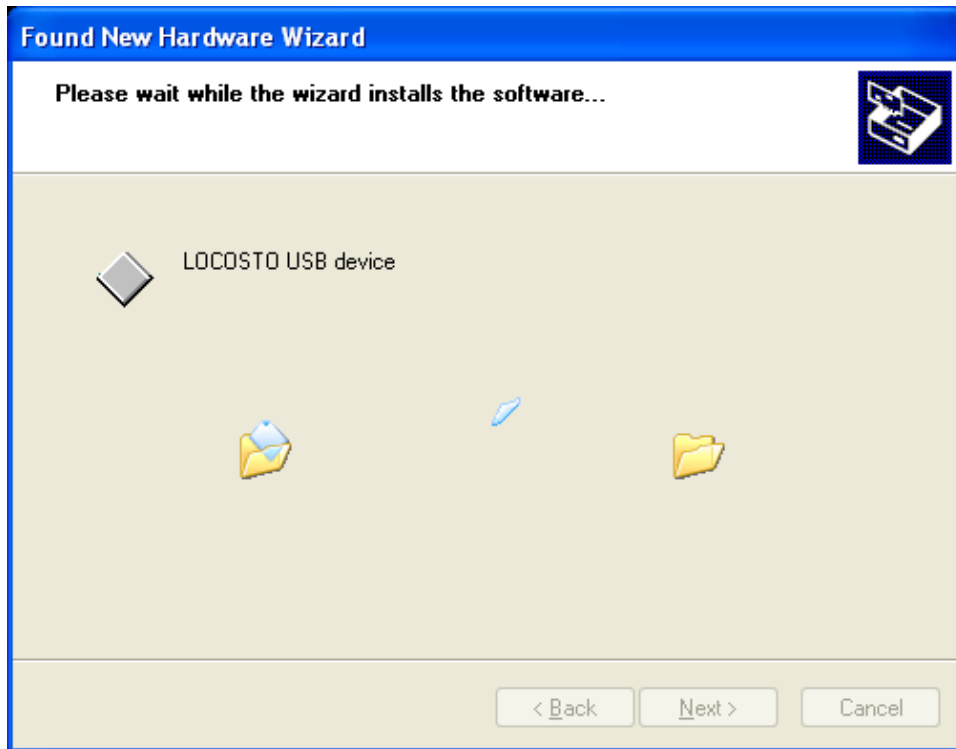 Found New Hardware Wizard
Please wait while the wizard installs the software...
LOCOSTO USB device
< Back
Next >
Cancel